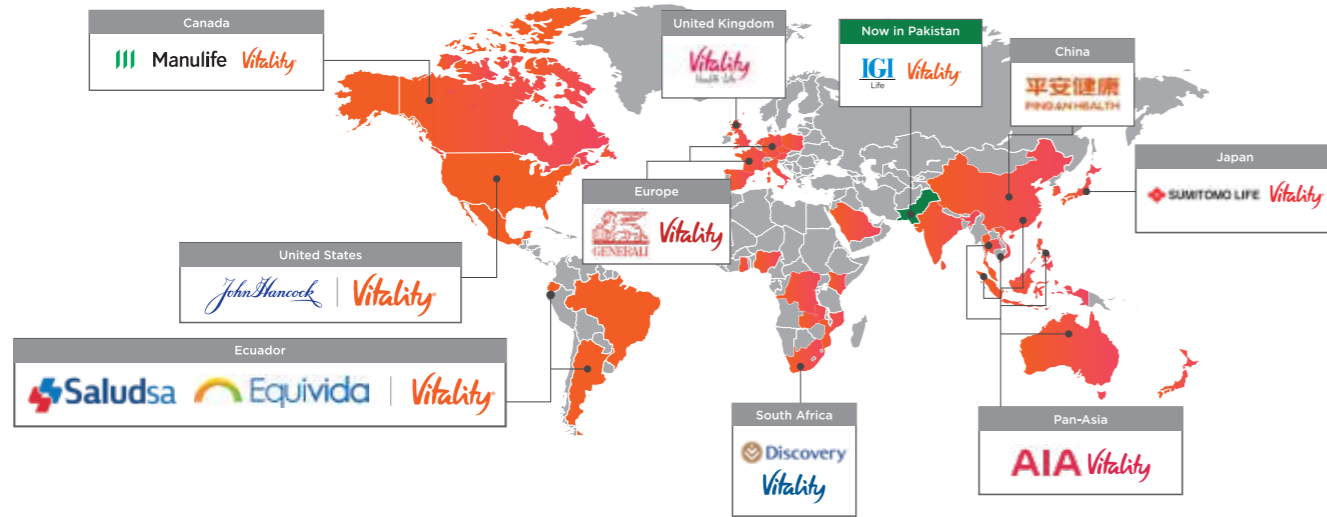 Canada
Manulife Vitality
United Kingdom
Vitality
Health Life
Now in Pakistan
IGI
Life
Vitality
China
平安健康
PING AN HEALTH
Japan
SUMITOMO LIFE Vitality
Europe
GENERALI
Vitality
United States
John Hancock Vitality
Ecuador
Saludsa Equivida Vitality
South Africa
Discovery
Vitality
Pan-Asia
AIA Vitality